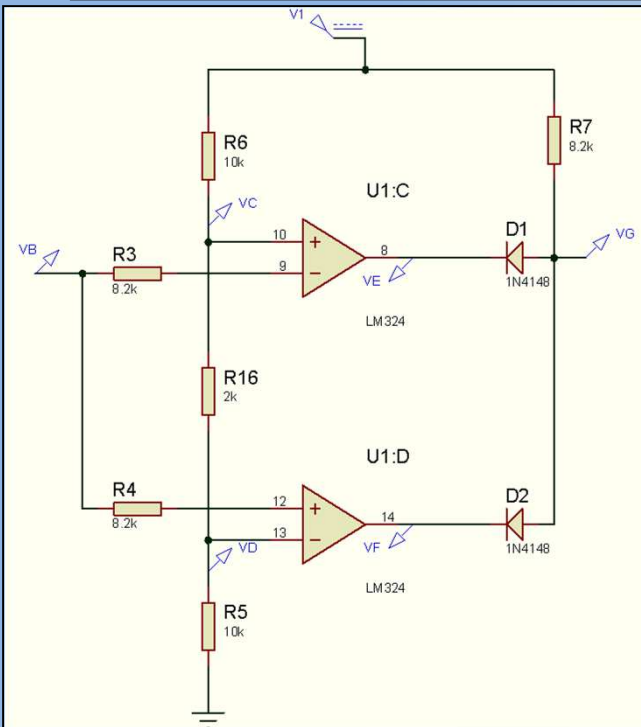 V1
R6
10k
R7
8.2k
U1:C
VC
10
8
9
D1
VG
VB
R3
8.2k
VE
1N4148
LM324
R16
2k
U1:D
R4
8.2k
12
14
13
D2
VD
VF
1N4148
LM324
R5
10k